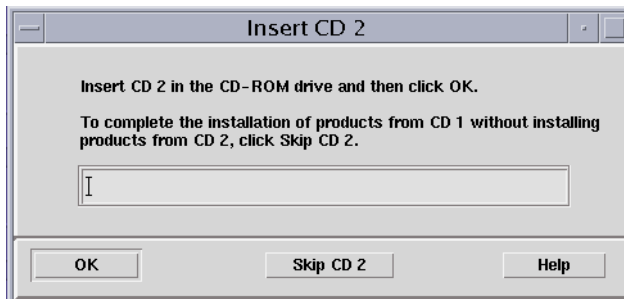 Insert CD 2
Insert CD 2 in the CD-ROM drive and then click OK.
To complete the installation of products from CD 1 without installing
products from CD 2, click Skip CD 2.
OK
Skip CD 2
Help